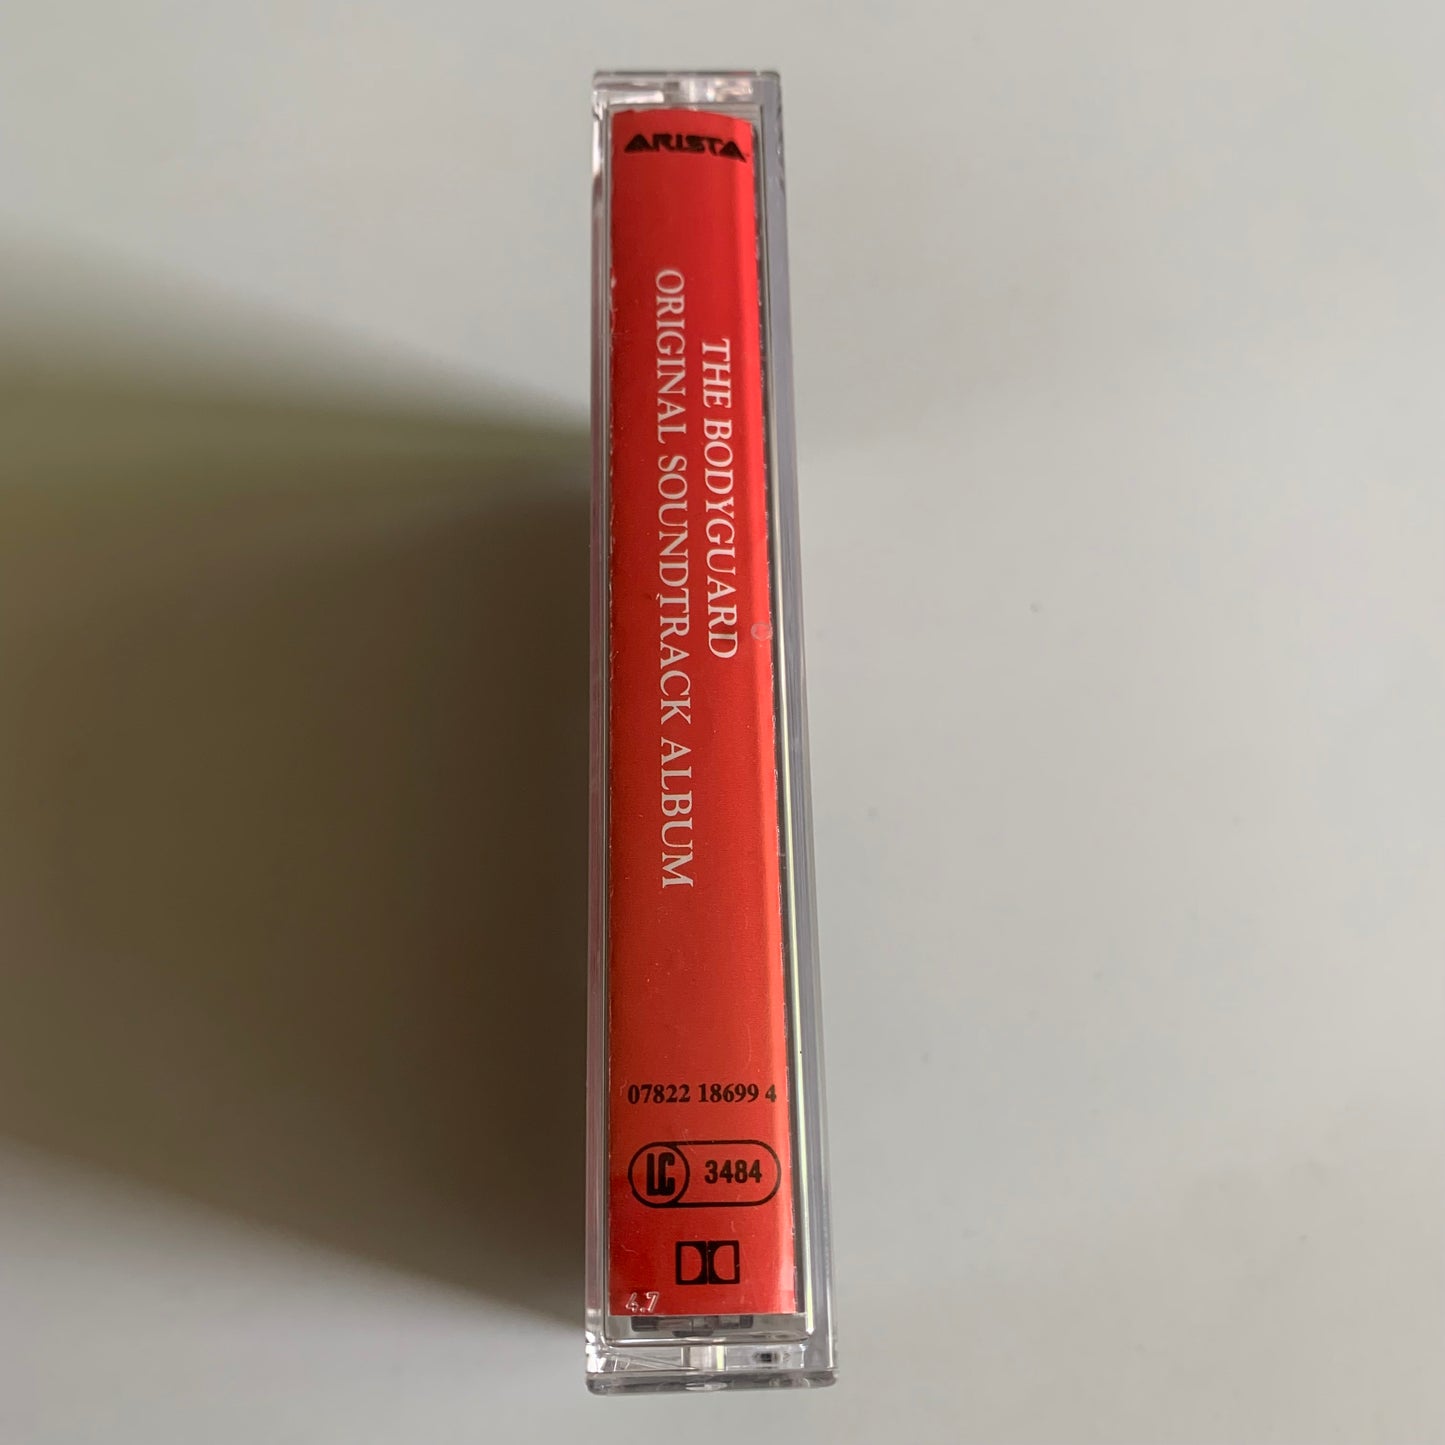 ARISTA
THE BODYGUARD
ORIGINAL SOUNDTRACK ALBUM
07822 18699 4
LC 3484
4.7